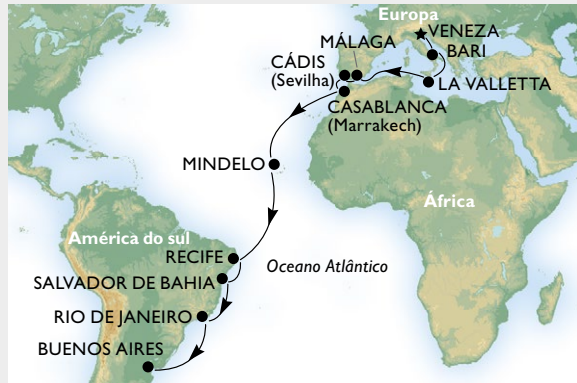 Europa
VENEZA
MÁLAGA
BARI
CÁDIS
(Sevilha)
LA VALLETTA
CASABLANCA
(Marrakech)
MINDELO
África
América do sul
RECIFE
Oceano Atlântico
SALVADOR DE BAHIA
RIO DE JANEIRO
BUENOS AIRES